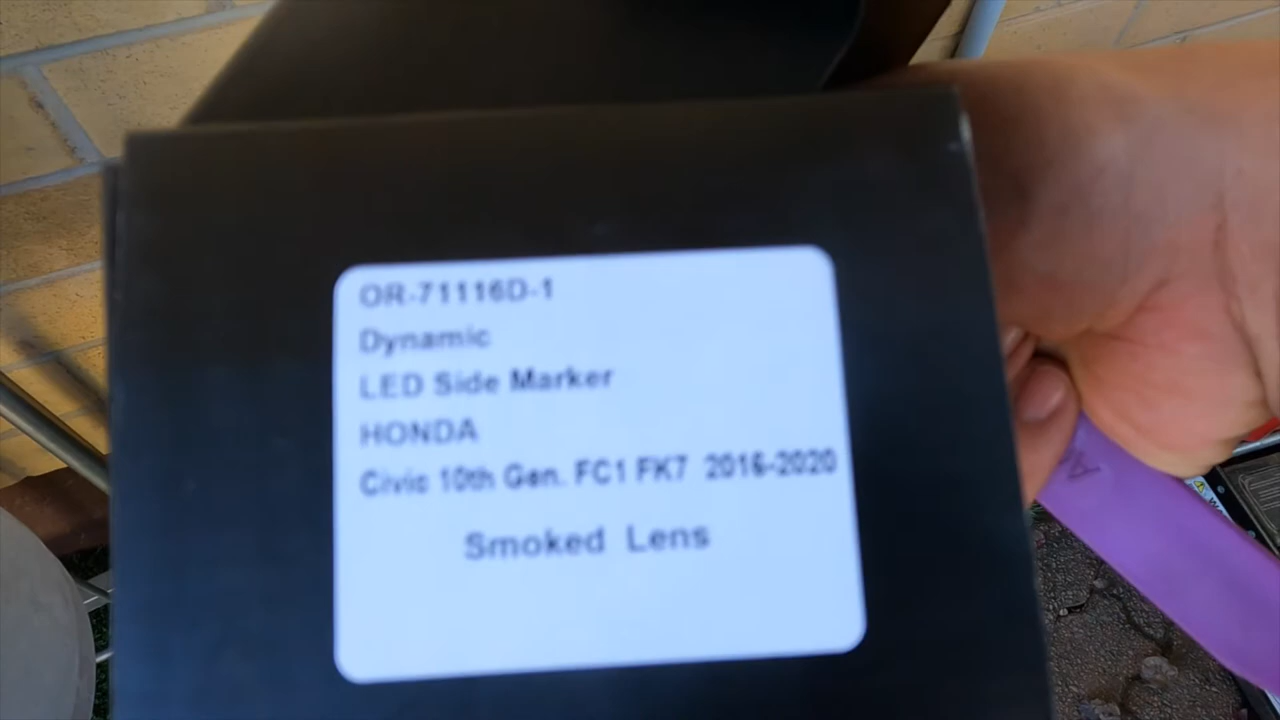 OR-71116D-1
Dynamic
LED Side Marker
HONDA
Civic 10th Gen. FC1 FK7 2016-2020
Smoked Lens